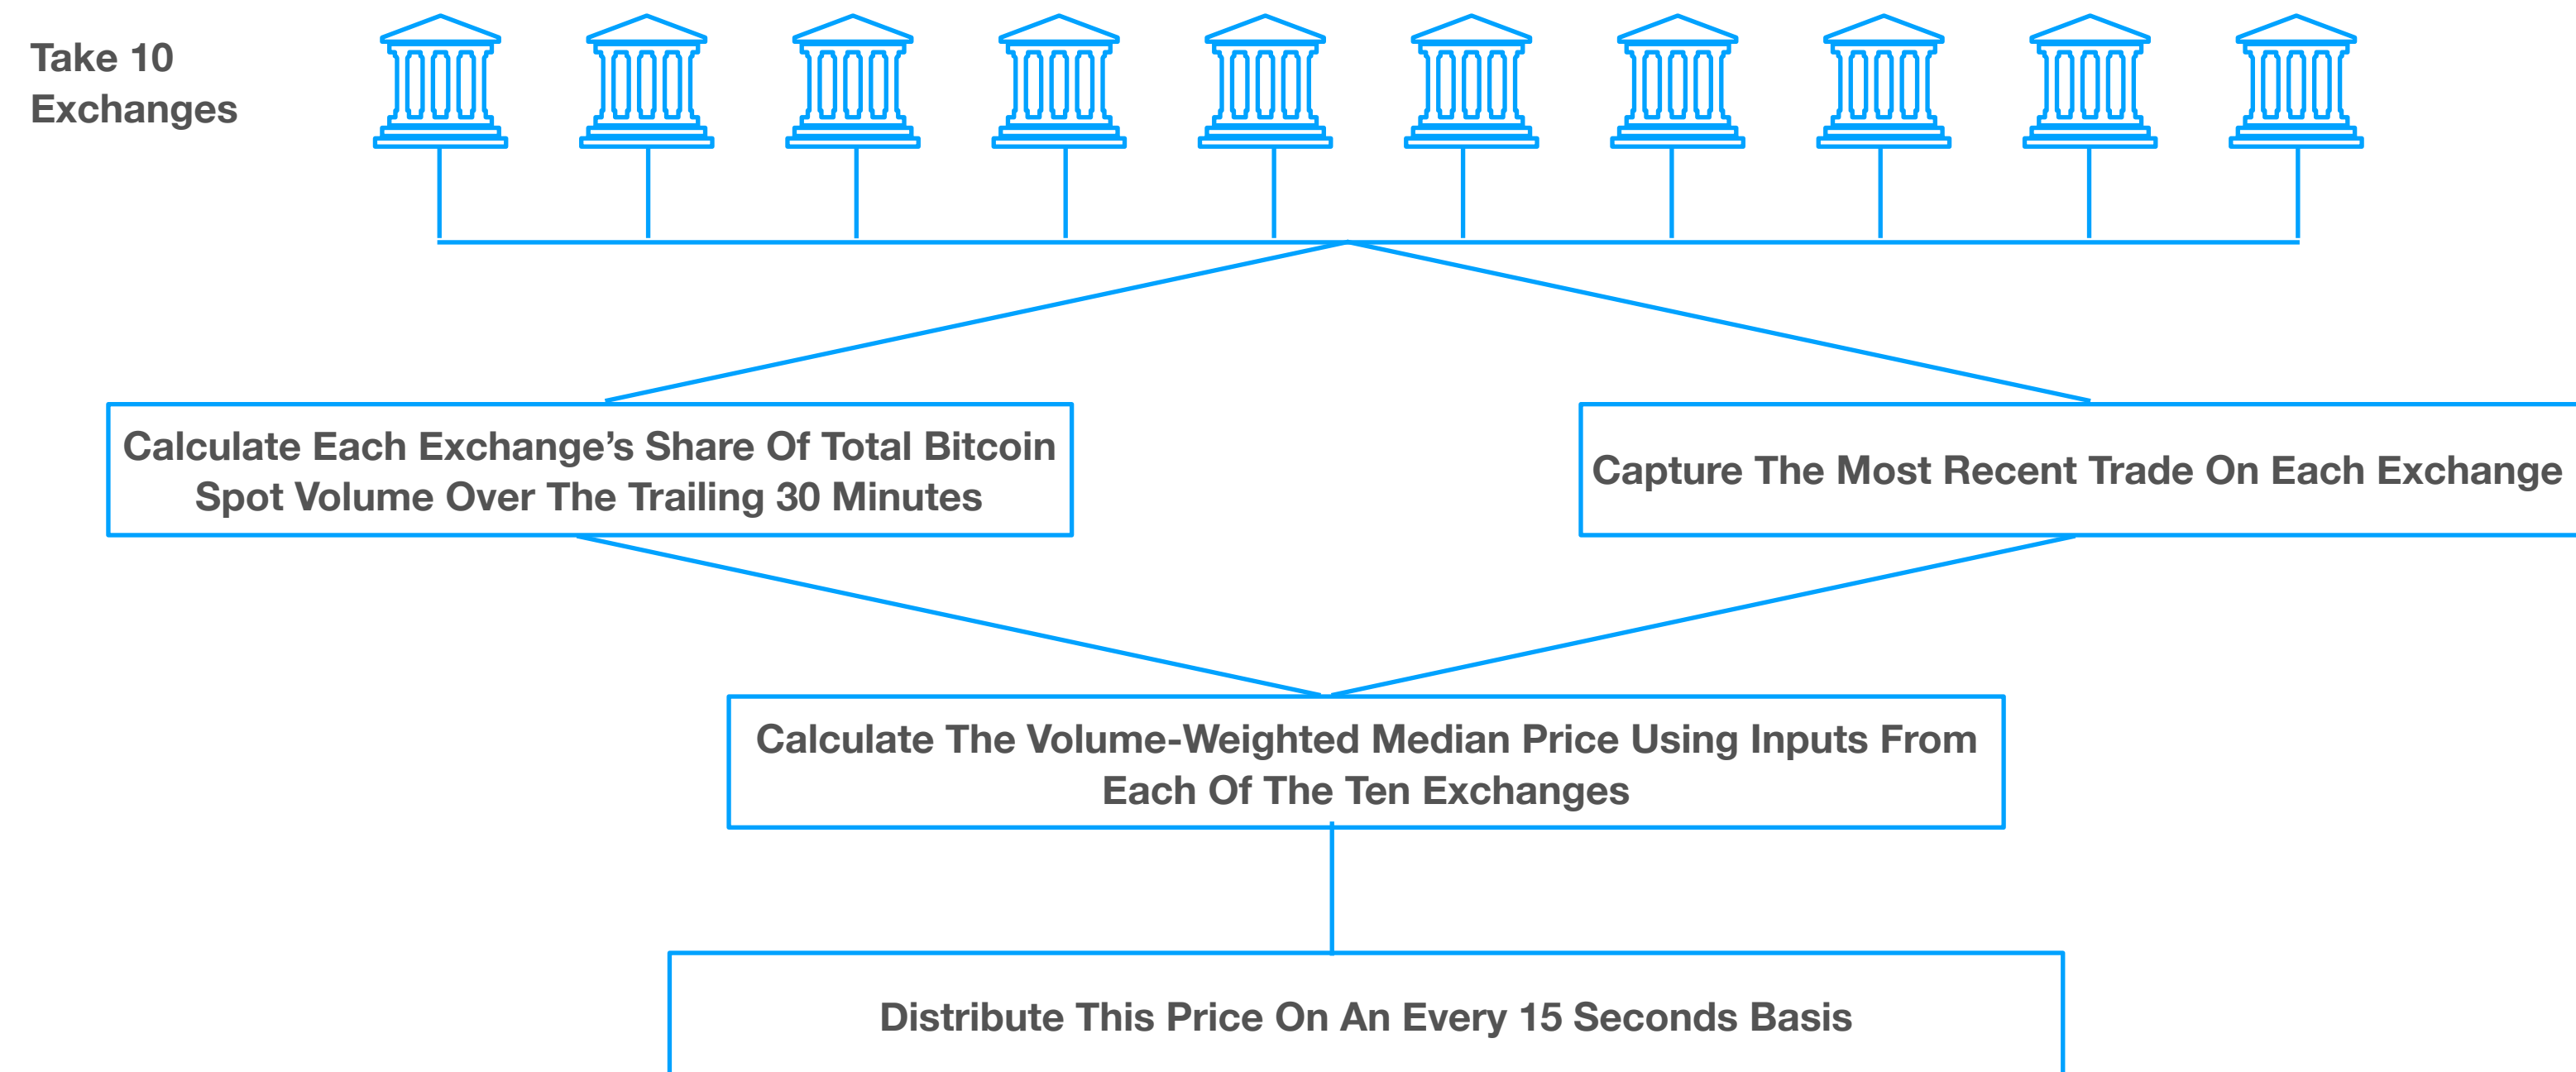 Take 10
Exchanges
Calculate Each Exchange’s Share Of Total Bitcoin
Spot Volume Over The Trailing 30 Minutes
Capture The Most Recent Trade On Each Exchange
Calculate The Volume-Weighted Median Price Using Inputs From
Each Of The Ten Exchanges
Distribute This Price On An Every 15 Seconds Basis